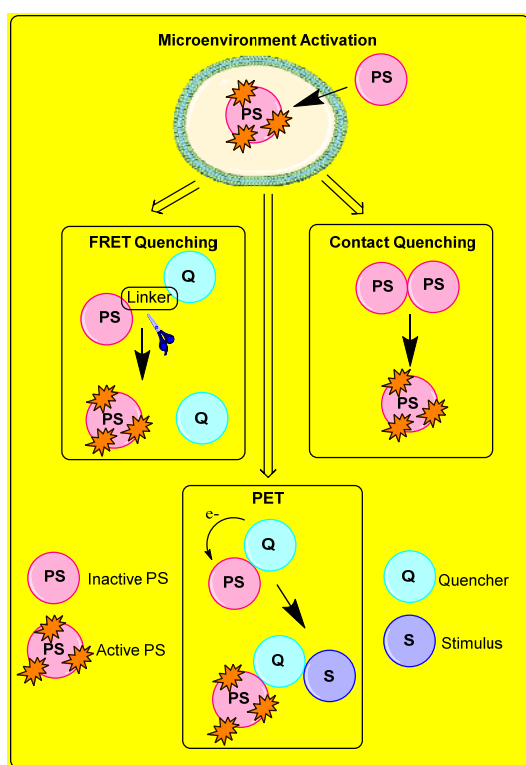 Microenvironment Activation
PS
PS
FRET Quenching
Q
Linker
PS
PS
Q
Contact Quenching
PS PS
PS
PET
e-
Q
PS
Q
S
PS
PS Inactive PS
PS Active PS
Q Quencher
S Stimulus